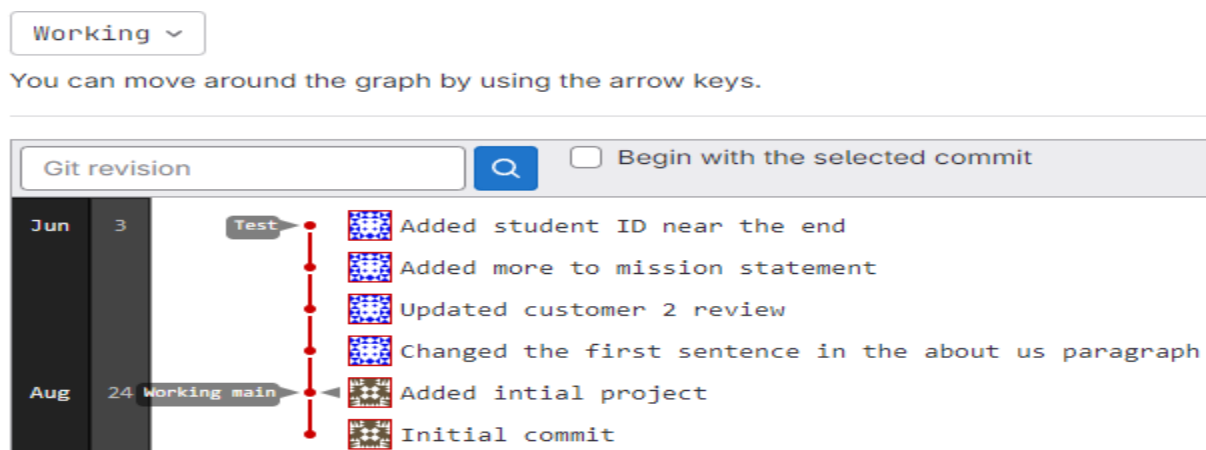 Working
You can move around the graph by using the arrow keys.
Git revision
Begin with the selected commit
Jun 3 Test Added student ID near the end
Added more to mission statement
Updated customer 2 review
Changed the first sentence in the about us paragraph
Aug 24 Working main Added intial project
Initial commit